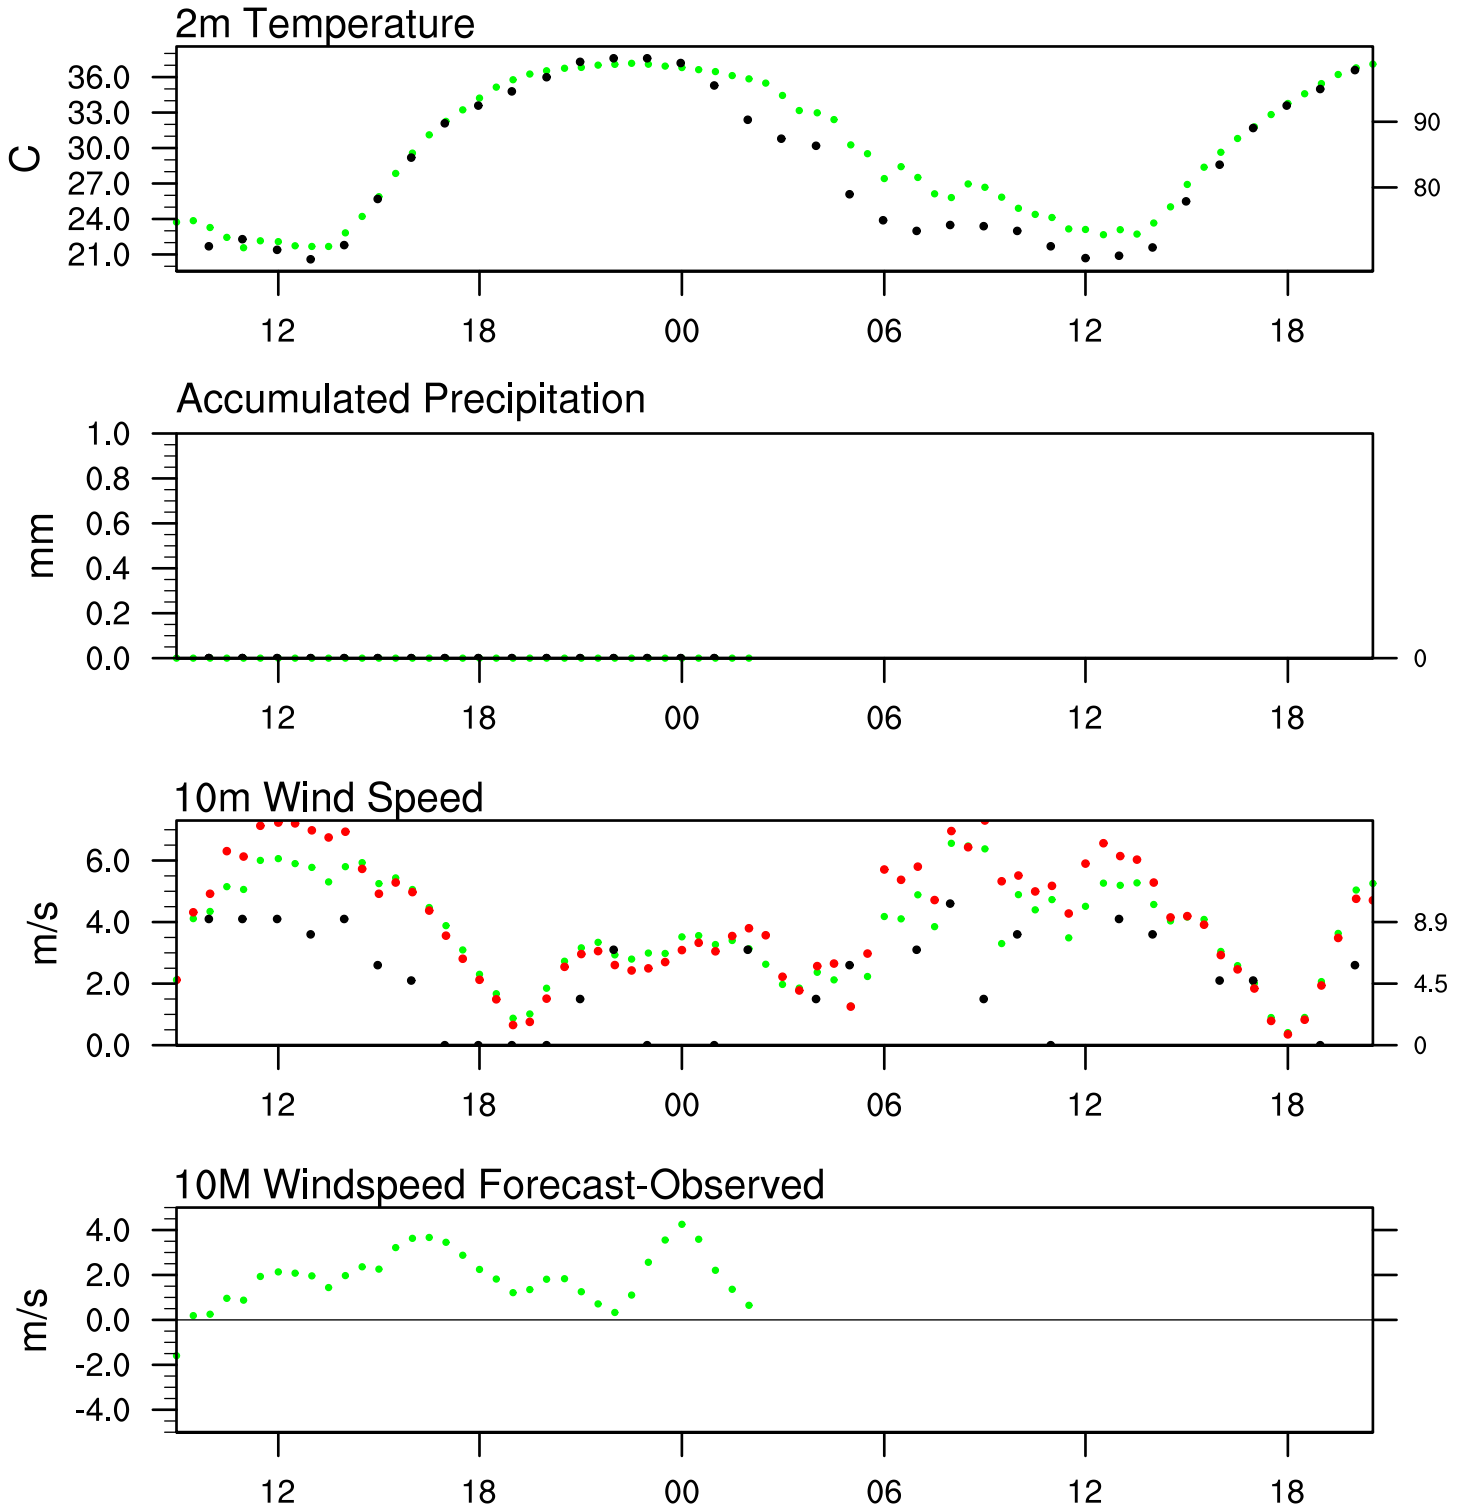 2m Temperature
36.0
33.0
30.0
27.0
24.0
21.0
C
90
80
12 18 00 06 12 18
Accumulated Precipitation
1.0
0.8
0.6
0.4
0.2
0.0
mm
0
12 18 00 06 12 18
10m Wind Speed
6.0
4.0
2.0
0.0
m/s
8.9
4.5
0
12 18 00 06 12 18
10M Windspeed Forecast-Observed
4.0
2.0
0.0
-2.0
-4.0
m/s
12 18 00 06 12 18